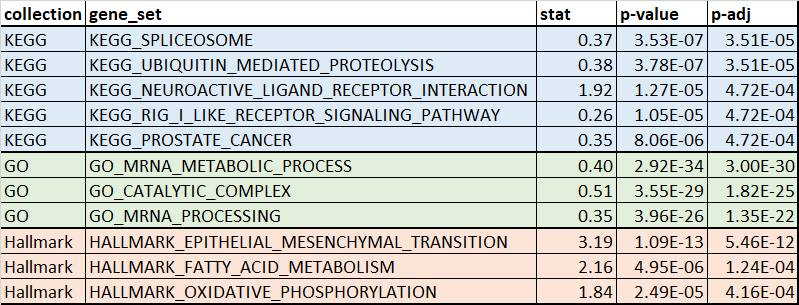 collection gene_set stat p-value p-adj
KEGG KEGG_SPLICEOSOME 0.37 3.53E-07 3.51E-05
KEGG KEGG_UBIQUITIN_MEDIATED_PROTEOLYSIS 0.38 3.78E-07 3.51E-05
KEGG KEGG_NEUROACTIVE_LIGAND_RECEPTOR_INTERACTION 1.92 1.27E-05 4.72E-04
KEGG KEGG_RIG_I_LIKE_RECEPTOR_SIGNALING_PATHWAY 0.26 1.05E-05 4.72E-04
KEGG KEGG_PROSTATE_CANCER 0.35 8.06E-06 4.72E-04
GO GO_MRNA_METABOLIC_PROCESS 0.40 2.92E-34 3.00E-30
GO GO_CATALYTIC_COMPLEX 0.51 3.55E-29 1.82E-25
GO GO_MRNA_PROCESSING 0.35 3.96E-26 1.35E-22
Hallmark HALLMARK_EPITHELIAL_MESENCHYMAL_TRANSITION 3.19 1.09E-13 5.46E-12
Hallmark HALLMARK_FATTY_ACID_METABOLISM 2.16 4.95E-06 1.24E-04
Hallmark HALLMARK_OXIDATIVE_PHOSPHORYLATION 1.84 2.49E-05 4.16E-04